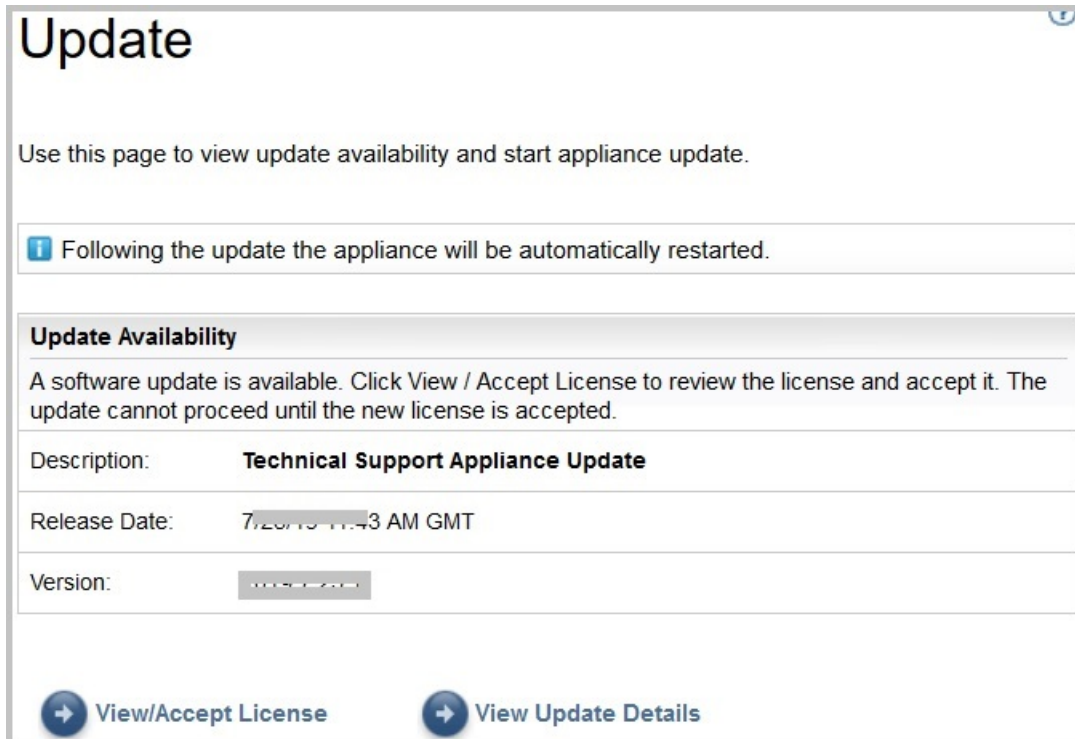 Update
Use this page to view update availability and start appliance update.
Following the update the appliance will be automatically restarted.
Update Availability
A software update is available. Click View / Accept License to review the license and accept it. The
update cannot proceed until the new license is accepted.
Description: Technical Support Appliance Update
Release Date: AM GMT
Version:
View/Accept License View Update Details